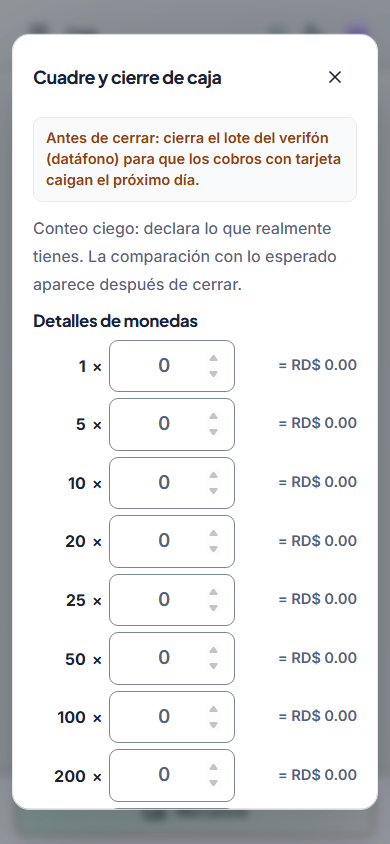 Cuadre y cierre de caja ×
Antes de cerrar: cierra el lote del verifón
(datáfono) para que los cobros con tarjeta
caigan el próximo día.
Conteo ciego: declara lo que realmente
tienes. La comparación con lo esperado
aparece después de cerrar.
Detalles de monedas
1 × 0 = RD$ 0.00
5 × 0 = RD$ 0.00
10 × 0 = RD$ 0.00
20 × 0 = RD$ 0.00
25 × 0 = RD$ 0.00
50 × 0 = RD$ 0.00
100 × 0 = RD$ 0.00
200 × 0 = RD$ 0.00